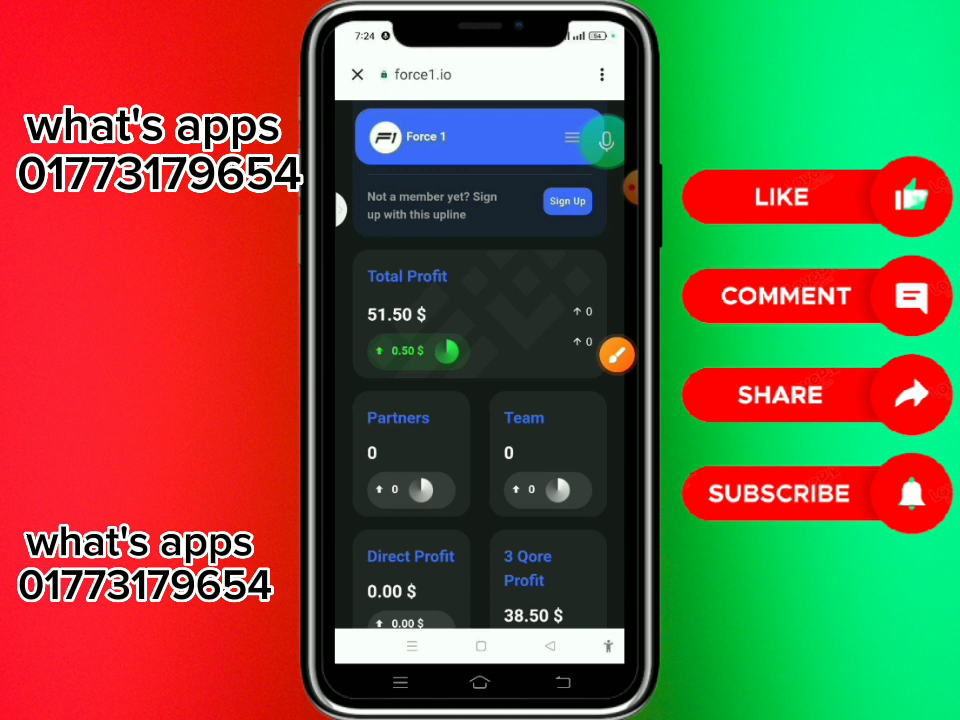 what's apps
01773179654
7:24
54
force1.io
Force 1
Not a member yet? Sign
up with this upline
Sign Up
Total Profit
51.50 $
0
0.50 $
0
Partners
Team
0
0
0
0
Direct Profit
3 Qore
Profit
0.00 $
38.50 $
0.00 $
what's apps
01773179654
LIKE
COMMENT
SHARE
SUBSCRIBE